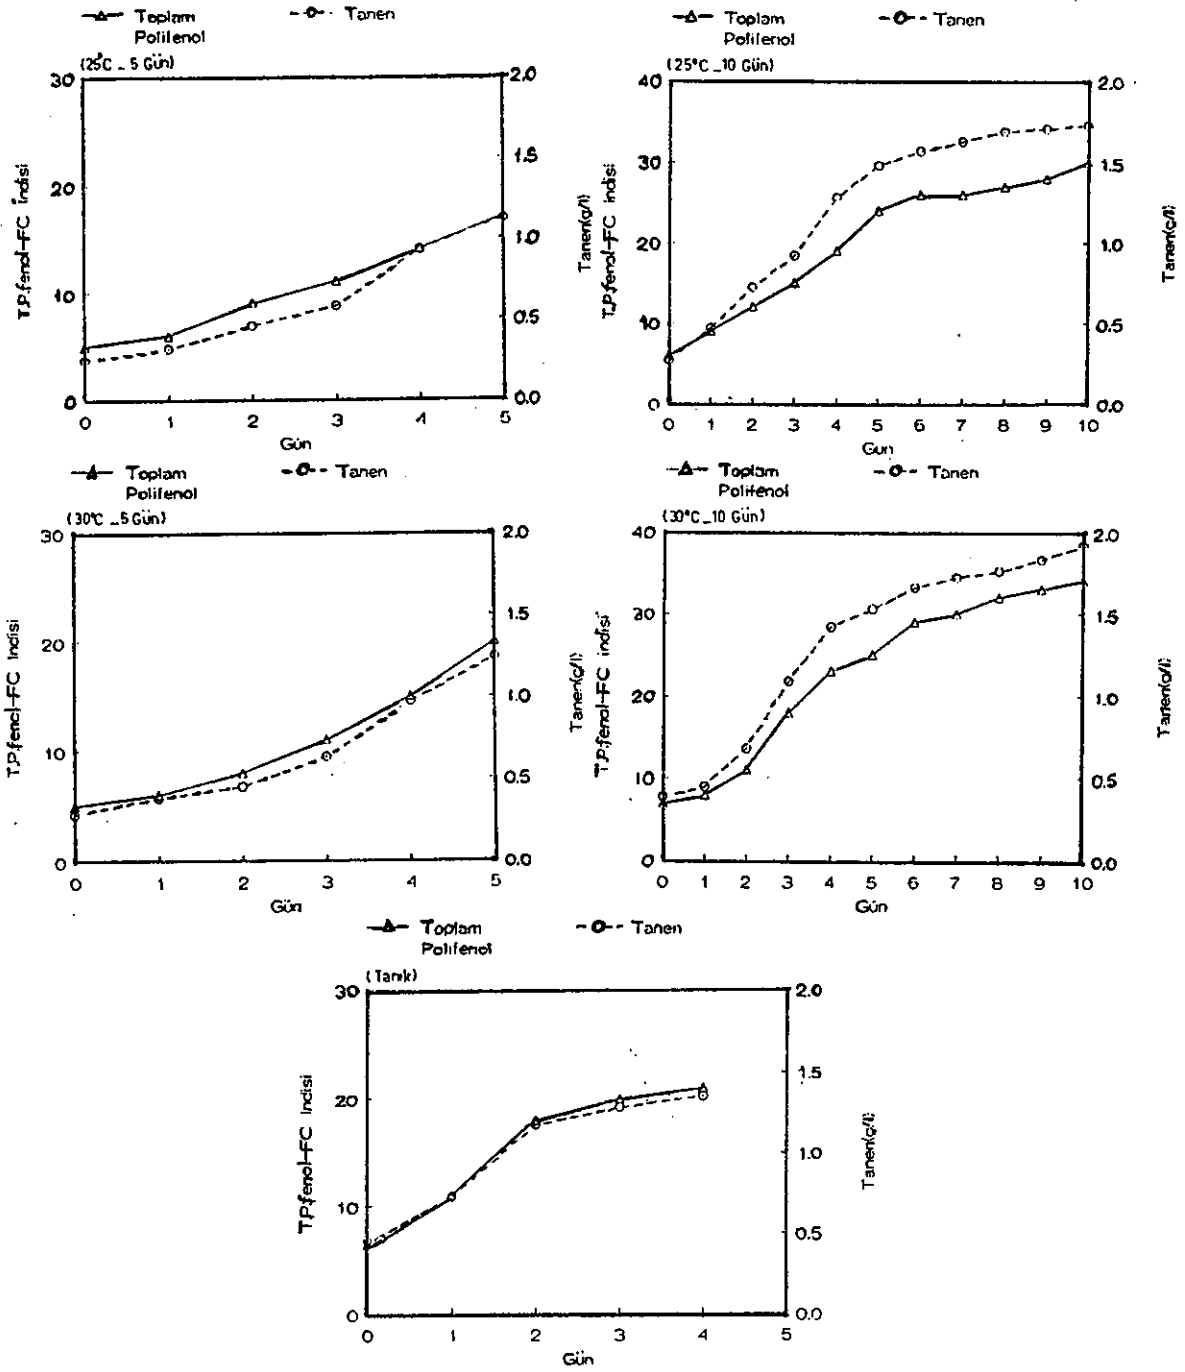 Toplam Polifenol
Tanen
(25°C _ 5 Gün)
30
20
10
0
2.0
1.5
1.0
0.5
0.0
0 1 2 3 4 5
Gün
T.P.fenol-FC İndisi
Tanen(g/l)
Toplam Polifenol
Tanen
(25°C _ 10 Gün)
40
30
20
10
0
2.0
1.5
1.0
0.5
0.0
0 1 2 3 4 5 6 7 8 9 10
Gün
T.P.fenol-FC İndisi
Tanen(g/l)
Toplam Polifenol
Tanen
(30°C _ 5 Gün)
30
20
10
0
2.0
1.5
1.0
0.5
0.0
0 1 2 3 4 5
Gün
T.P.fenol-FC İndisi
Tanen(g/l)
Toplam Polifenol
Tanen
(30°C _ 10 Gün)
40
30
20
10
0
2.0
1.5
1.0
0.5
0.0
0 1 2 3 4 5 6 7 8 9 10
Gün
T.P.fenol-FC İndisi
Tanen(g/l)
Toplam Polifenol
Tanen
(Tanık)
30
20
10
0
2.0
1.5
1.0
0.5
0.0
0 1 2 3 4 5
Gün
T.P.fenol-FC İndisi
Tanen(g/l)